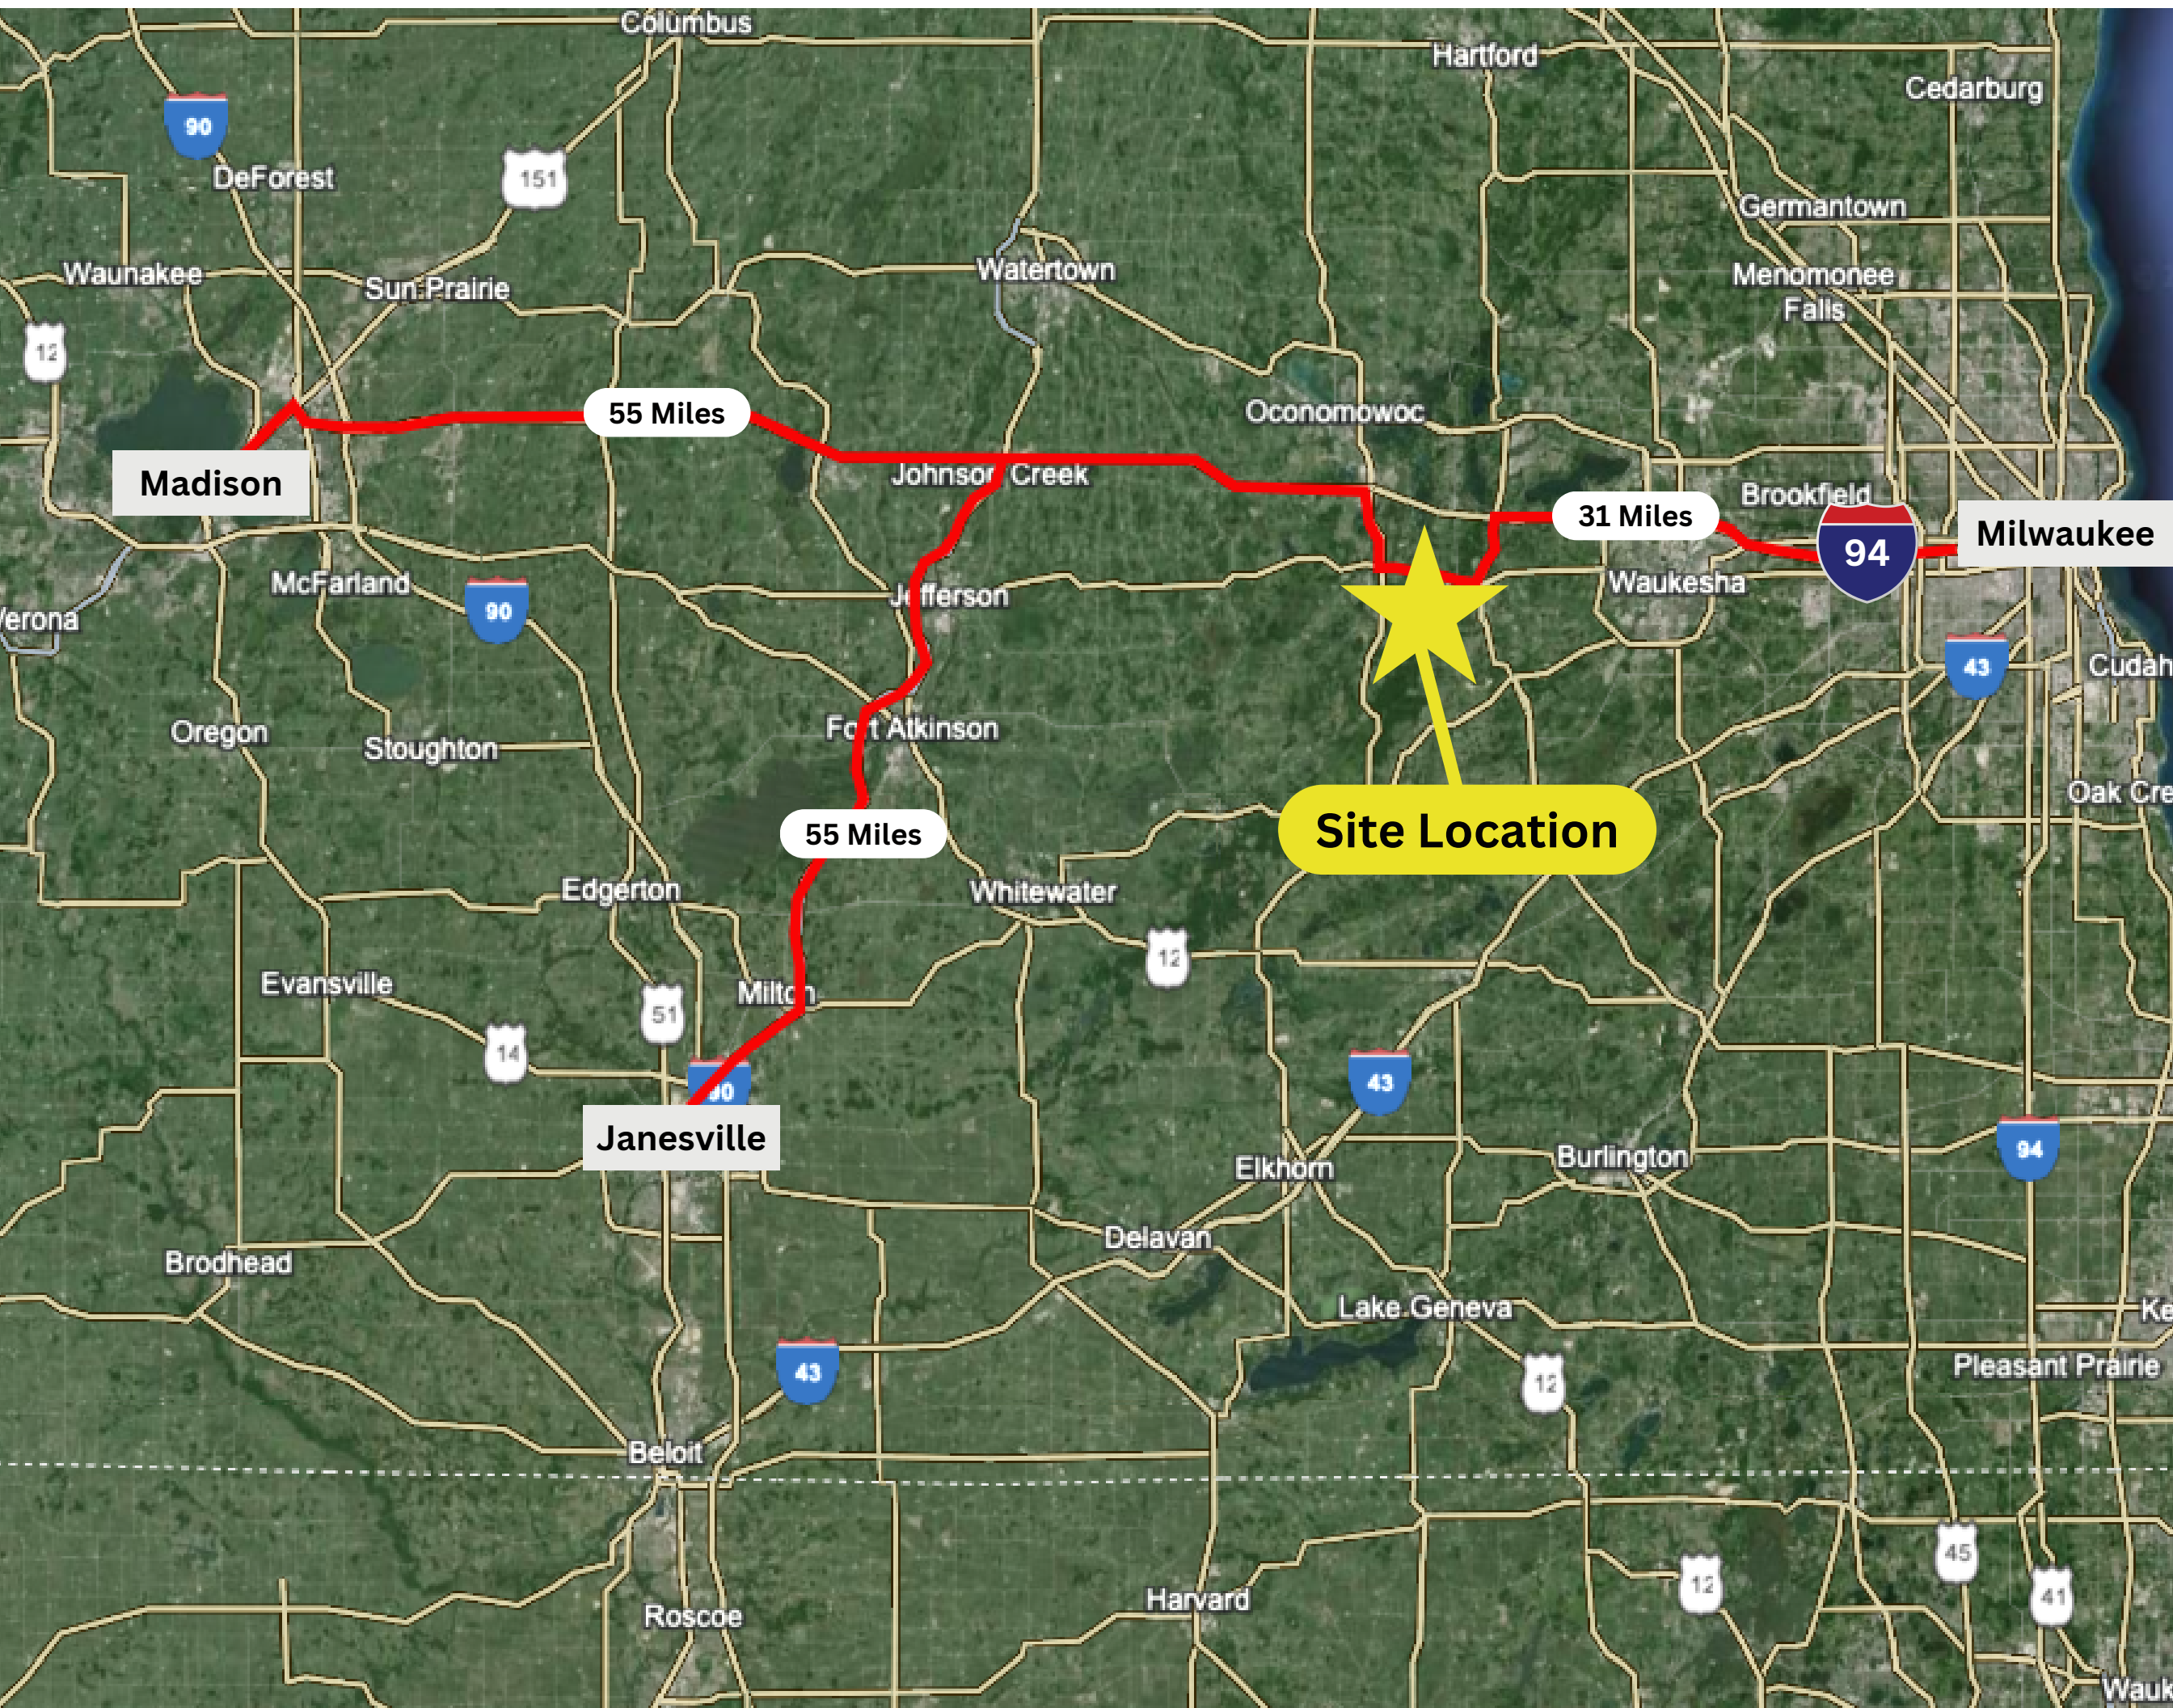 Columbus
Hartford
Cedarburg
90
DeForest
151
Germantown
Waunakee
Sun Prairie
Watertown
Menomonee
Falls
12
55 Miles
Oconomowoc
Madison
Johnson Creek
Brookfield
31 Miles
94
Milwaukee
McFarland
90
Jefferson
Waukesha
Verona
43
Cudah
Oregon
Stoughton
Fort Atkinson
Oak Cre
55 Miles
Site Location
Edgerton
Whitewater
12
Evansville
Milton
51
14
90
43
Janesville
94
Elkhorn
Burlington
Delavan
Brodhead
Lake Geneva
Ke
Pleasant Prairie
43
12
Beloit
45
12
41
Harvard
Roscoe
Wauk